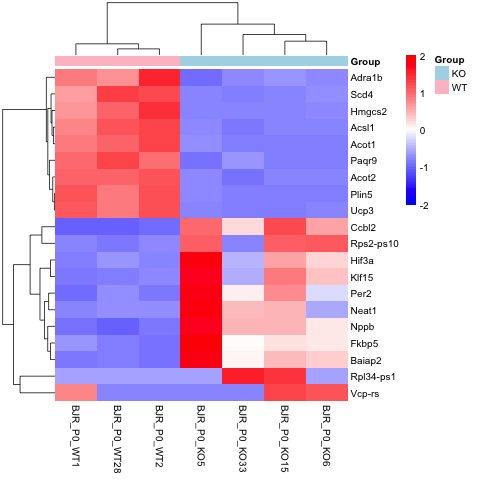 Group
Adra1b
Scd4
Hmgcs2
Acsl1
Acot1
Paqr9
Acot2
Plin5
Ucp3
Ccbl2
Rps2-ps10
Hif3a
Klf15
Per2
Neat1
Nppb
Fkbp5
Baiap2
Rpl34-ps1
Vcp-rs
BJR_P0_WT1
BJR_P0_WT28
BJR_P0_WT2
BJR_P0_KO5
BJR_P0_KO33
BJR_P0_KO15
BJR_P0_KO6
2
1
0
-1
-2
Group
KO
WT